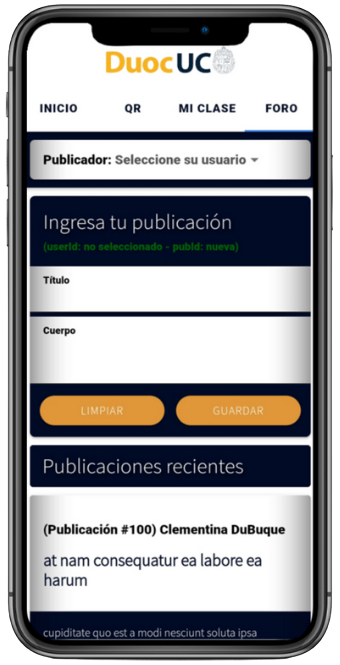 Duoc UC
INICIO QR MI CLASE FORO
Publicador: Seleccione su usuario
Ingresa tu publicación
(userId: no seleccionado - pubId: nueva)
Título
Cuerpo
LIMPIAR GUARDAR
Publicaciones recientes
(Publicación #100) Clementina DuBuque
at nam consequatur ea labore ea
harum
cupiditate quo est a modi nesciunt soluta ipsa